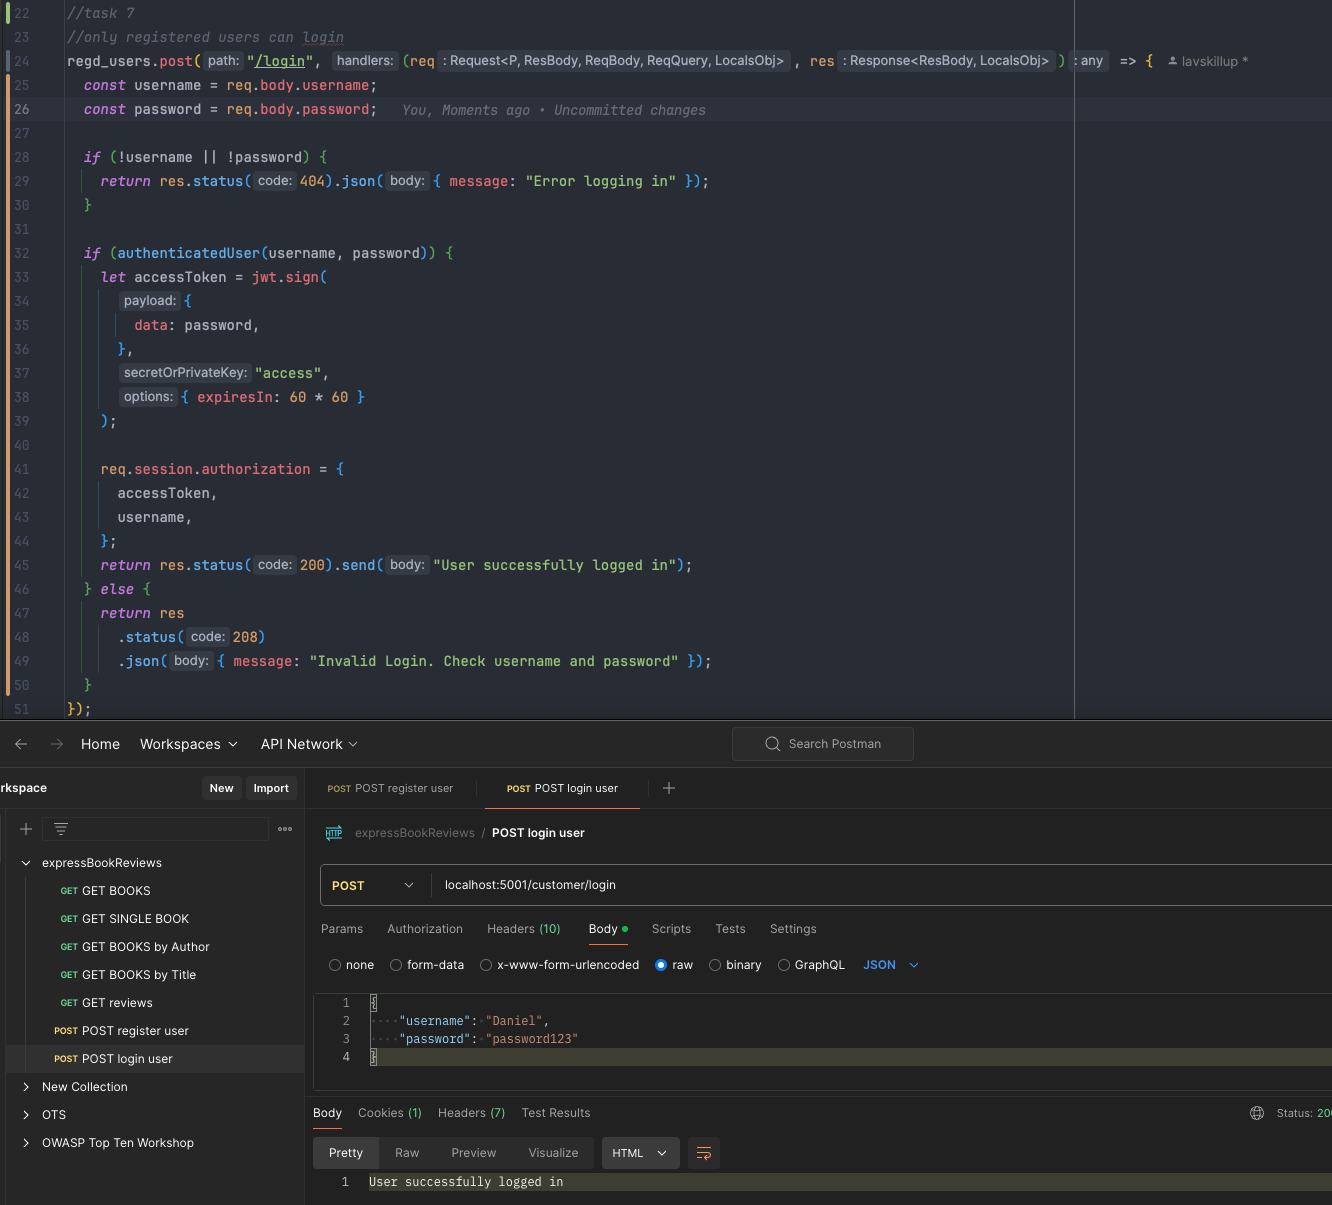 22 //task 7
23 //only registered users can login
24 regd_users.post( path: "/login", handlers: (req : Request<P, ResBody, ReqBody, ReqQuery, LocalsObj> , res : Response<ResBody, LocalsObj> ) : any => { lavskillup *
25 const username = req.body.username;
26 const password = req.body.password; You, Moments ago • Uncommitted changes
27
28 if (!username || !password) {
29 return res.status( code: 404).json( body: { message: "Error logging in" });
30 }
31
32 if (authenticatedUser(username, password)) {
33 let accessToken = jwt.sign(
34 payload: {
35 data: password,
36 },
37 secretOrPrivateKey: "access",
38 options: { expiresIn: 60 * 60 }
39 );
40
41 req.session.authorization = {
42 accessToken,
43 username,
44 };
45 return res.status( code: 200).send( body: "User successfully logged in");
46 } else {
47 return res
48 .status( code: 208)
49 .json( body: { message: "Invalid Login. Check username and password" });
50 }
51 });
Home Workspaces API Network Search Postman
rkspace New Import POST POST register user POST POST login user
HTTP expressBookReviews / POST login user
expressBookReviews
GET GET BOOKS
GET GET SINGLE BOOK
GET GET BOOKS by Author
GET GET BOOKS by Title
GET GET reviews
POST POST register user
POST POST login user
New Collection
OTS
OWASP Top Ten Workshop
POST localhost:5001/customer/login
Params Authorization Headers (10) Body Scripts Tests Settings
none form-data x-www-form-urlencoded raw binary GraphQL JSON
1 {
2 "username": "Daniel",
3 "password": "password123"
4 }
Body Cookies (1) Headers (7) Test Results Status: 20
Pretty Raw Preview Visualize HTML
1 User successfully logged in